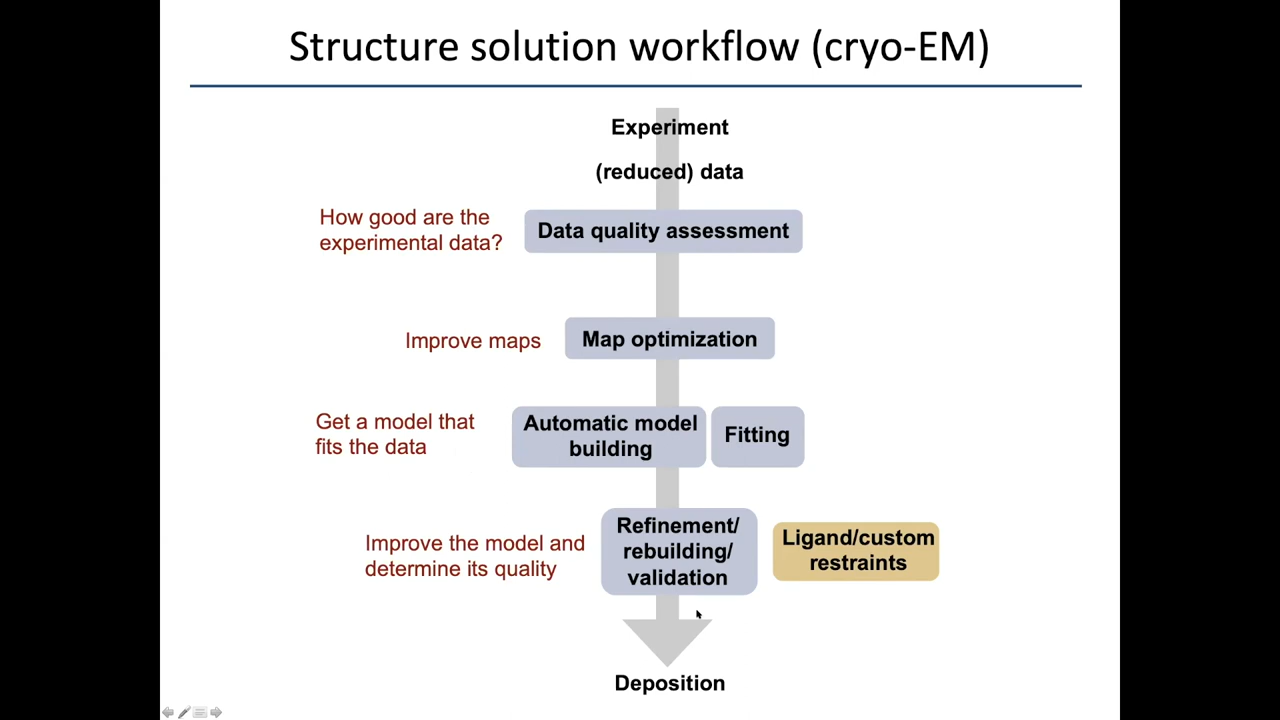 Structure solution workflow (cryo-EM)
Experiment
(reduced) data
How good are the
experimental data?
Data quality assessment
Improve maps
Map optimization
Get a model that
fits the data
Automatic model
building
Fitting
Improve the model and
determine its quality
Refinement/
rebuilding/
validation
Ligand/custom
restraints
Deposition